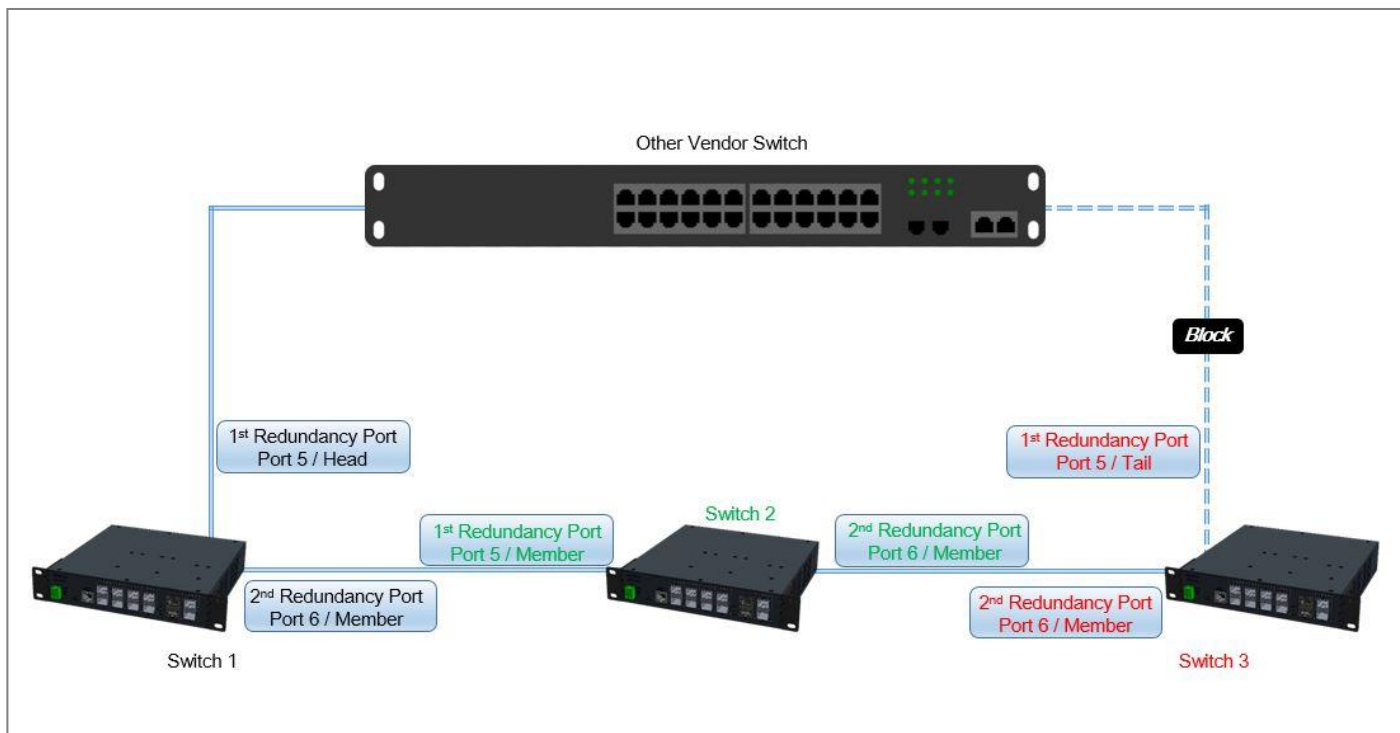 Other Vendor Switch
Block
1st Redundancy Port
Port 5 / Head
1st Redundancy Port
Port 5 / Tail
Switch 2
1st Redundancy Port
Port 5 / Member
2nd Redundancy Port
Port 6 / Member
2nd Redundancy Port
Port 6 / Member
2nd Redundancy Port
Port 6 / Member
Switch 1
Switch 3